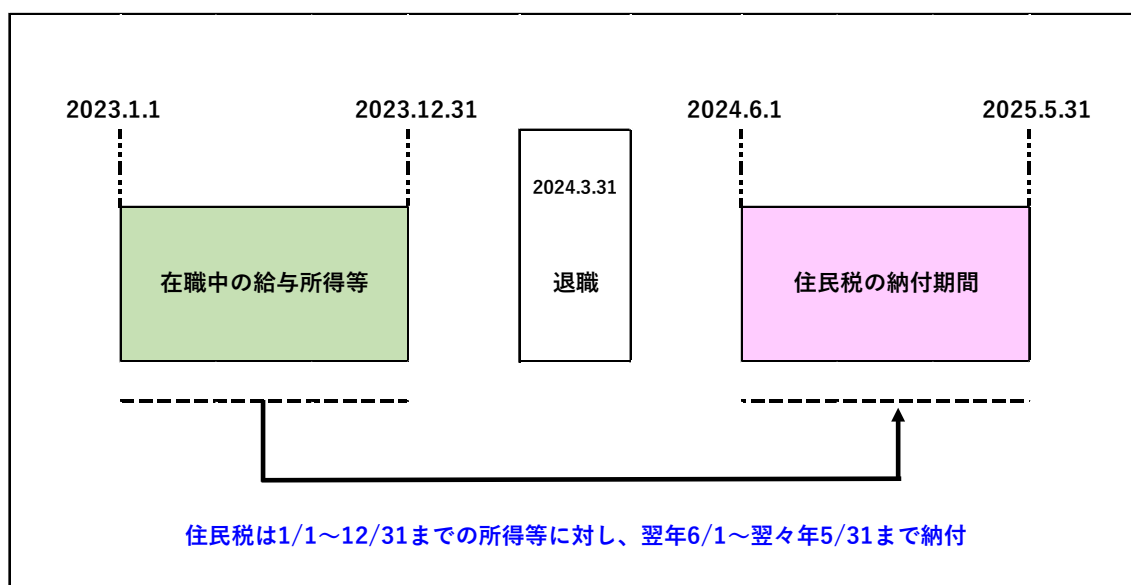 2023.1.1
2023.12.31
2024.6.1
2025.5.31
2024.3.31
在職中の給与所得等
退職
住民税の納付期間
住民税は1/1～12/31までの所得等に対し、翌年6/1～翌々年5/31まで納付